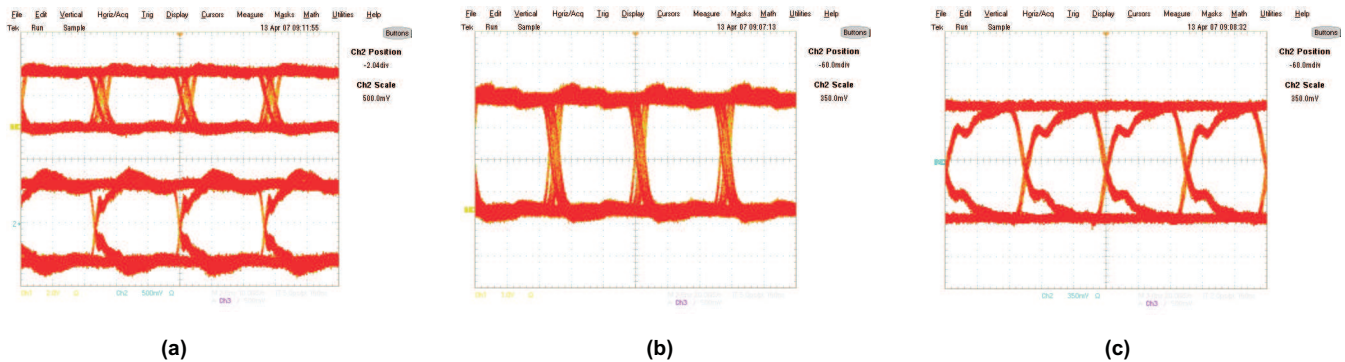 File Edit Vertical Horiz/Acq Trig Display Cursors Measure Masks Math Utilities Help
Tek Run Sample 13 Apr 07 09:11:55 Buttons
Ch2 Position
-2.04div
Ch2 Scale
500.0mV
2
Ch2 500mV Ω
Ch3
(a)
File Edit Vertical Horiz/Acq Trig Display Cursors Measure Masks Math Utilities Help
Tek Run Sample 13 Apr 07 09:07:13 Buttons
Ch2 Position
-60.0mdiv
Ch2 Scale
350.0mV
Ch3
(b)
File Edit Vertical Horiz/Acq Trig Display Cursors Measure Masks Math Utilities Help
Tek Run Sample 13 Apr 07 09:08:32 Buttons
Ch2 Position
-60.0mdiv
Ch2 Scale
350.0mV
Ch2 350mV Ω
Ch3
(c)